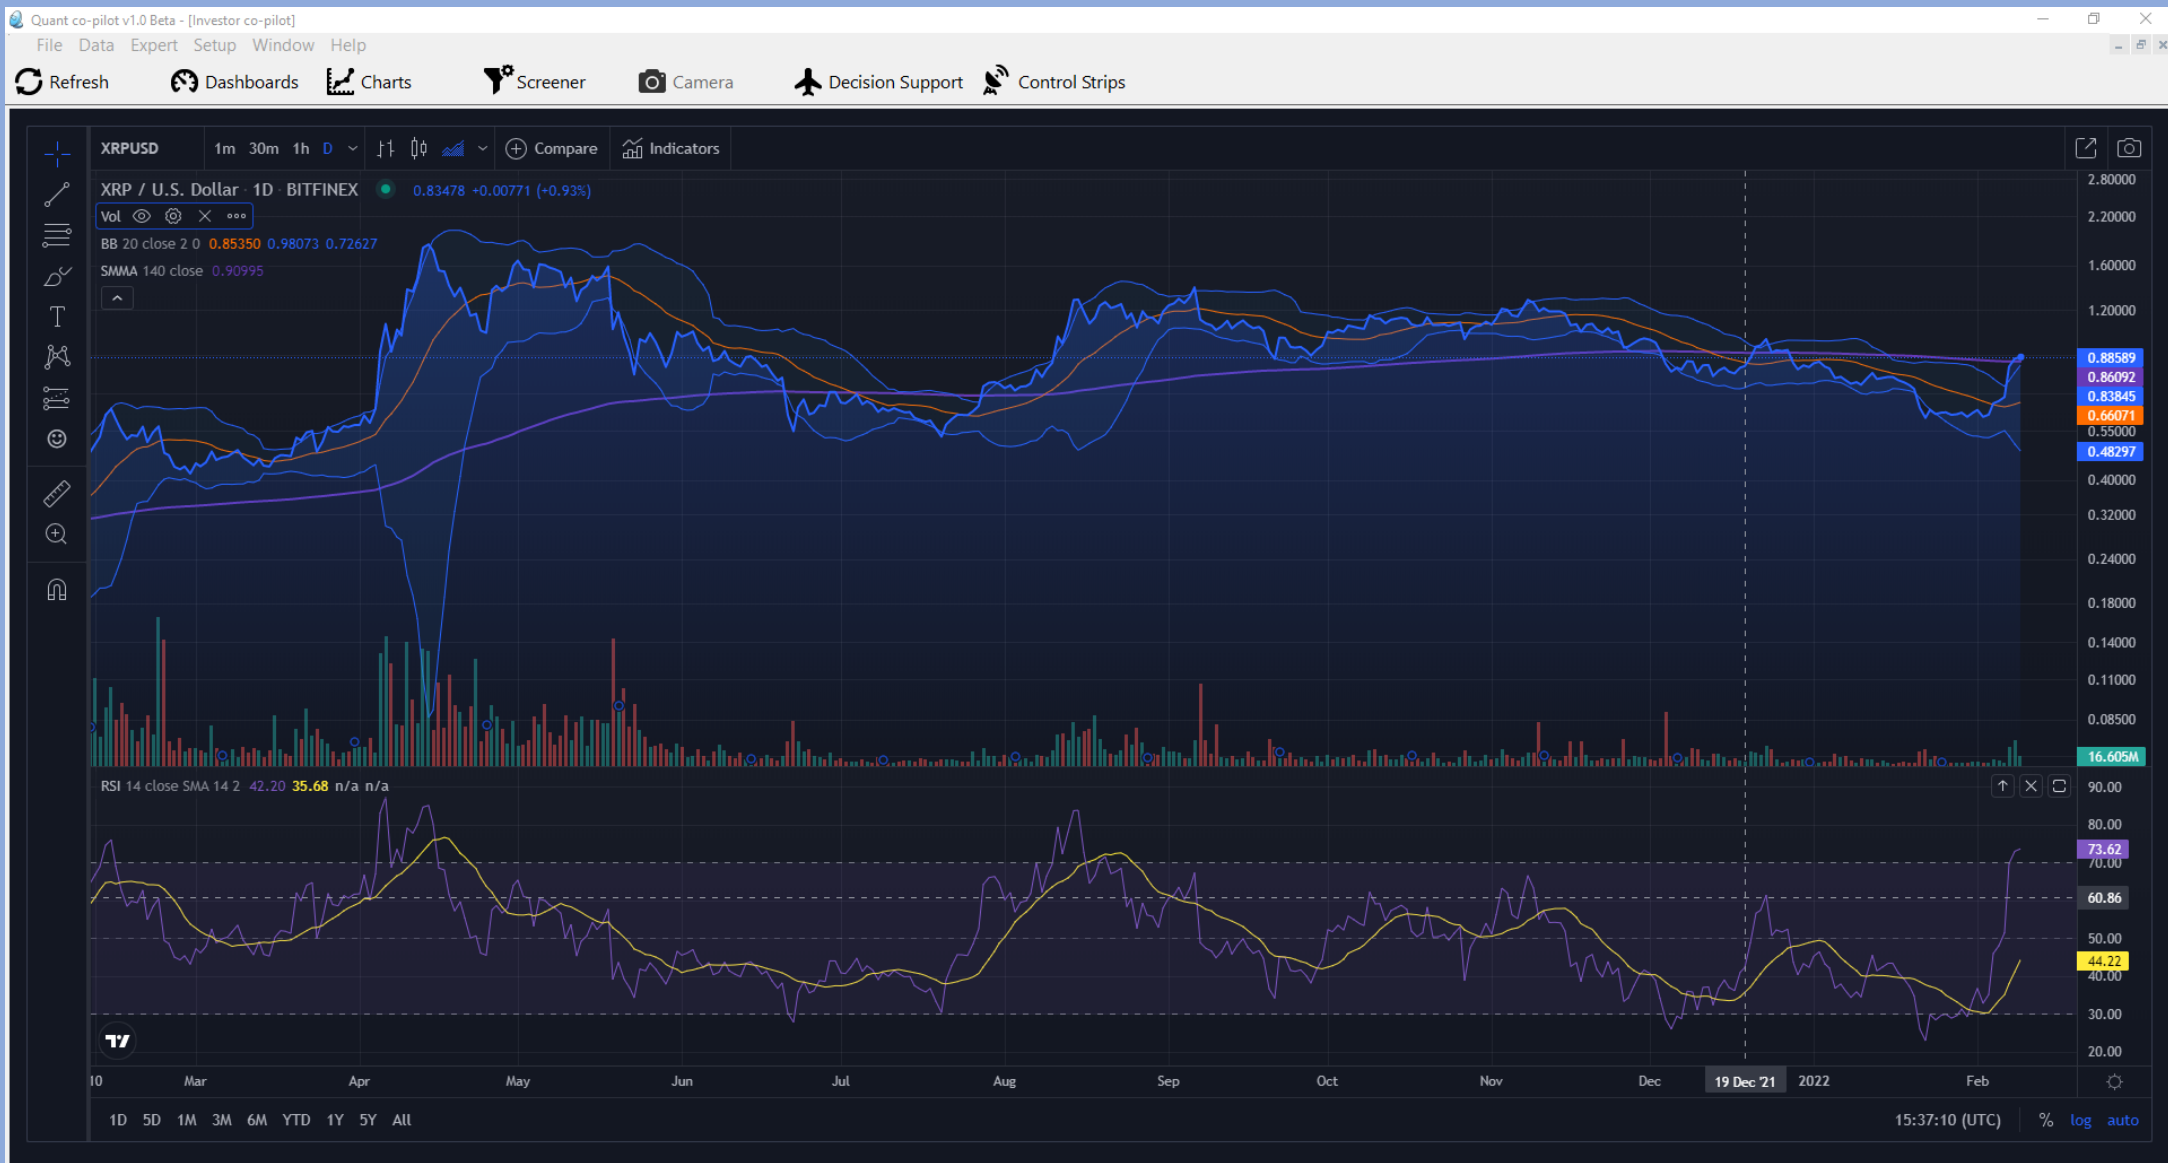 Quant co-pilot v1.0 Beta - [Investor co-pilot]
File Data Expert Setup Window Help
Refresh Dashboards Charts Screener Camera Decision Support Control Strips
XRPUSD 1m 30m 1h D Compare Indicators
XRP / U.S. Dollar · 1D · BITFINEX 0.83478 +0.00771 (+0.93%)
Vol
BB 20 close 2 0 0.85350 0.98073 0.72627
SMMA 140 close 0.90995
2.80000
2.20000
1.60000
1.20000
0.88589
0.86092
0.83845
0.66071
0.55000
0.48297
0.40000
0.32000
0.24000
0.18000
0.14000
0.11000
0.08500
16.605M
RSI 14 close SMA 14 2 42.20 35.68 n/a n/a
90.00
80.00
73.62
70.00
60.86
50.00
44.22
40.00
30.00
20.00
10 Mar Apr May Jun Jul Aug Sep Oct Nov Dec 19 Dec '21 2022 Feb
1D 5D 1M 3M 6M YTD 1Y 5Y All 15:37:10 (UTC) % log auto